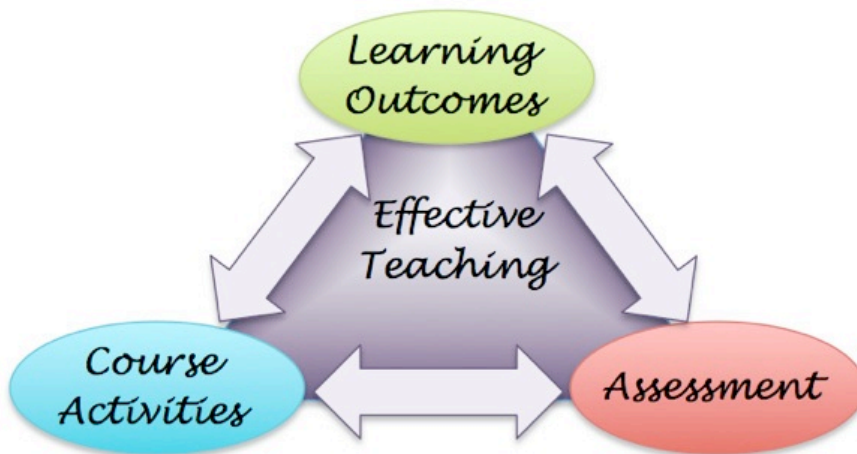 Learning
Outcomes
Effective
Teaching
Course
Activities
Assessment